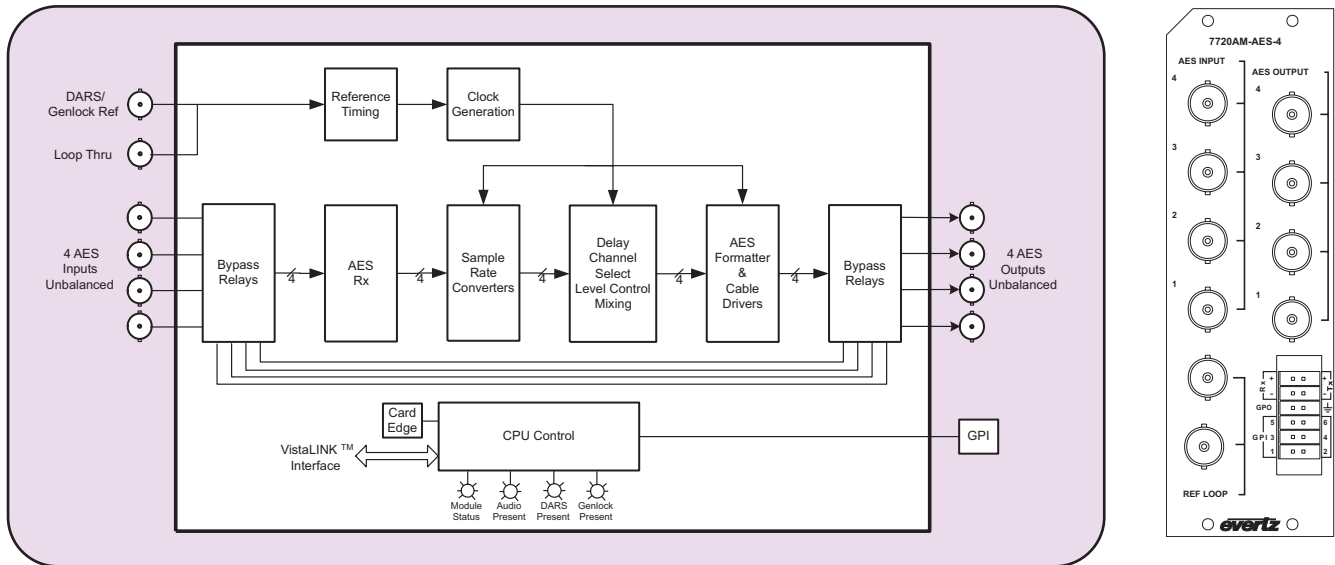 DARS/
Genlock Ref
Loop Thru
4 AES
Inputs
Unbalanced
Reference
Timing
Clock
Generation
Bypass
Relays
4
AES
Rx
4
Sample
Rate
Converters
4
Delay
Channel
Select
Level Control
Mixing
4
AES
Formatter
&
Cable
Drivers
4
Bypass
Relays
4 AES
Outputs
Unbalanced
Card
Edge
CPU Control
VistaLINK TM
Interface
GPI
Module
Status
Audio
Present
DARS
Present
Genlock
Present
7720AM-AES-4
AES INPUT
AES OUTPUT
4
4
3
3
2
2
1
1
Rx
+
-
+
-
Tx
GPO
5
6
GPI
3
4
1
2
REF LOOP
evertz